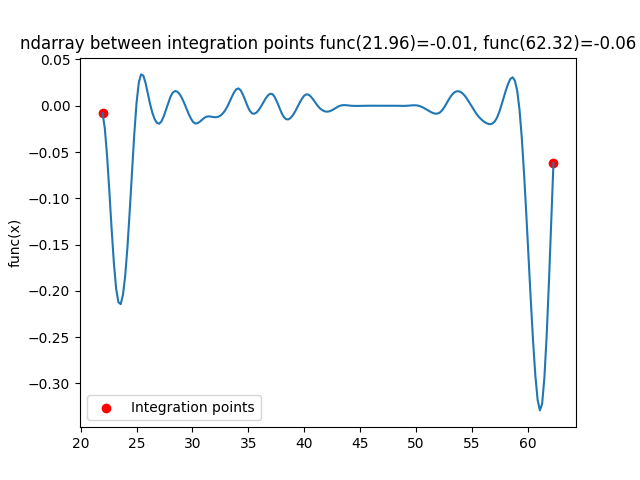 ndarray between integration points func(21.96)=-0.01, func(62.32)=-0.06
0.05
0.00
−0.05
−0.10
−0.15
−0.20
−0.25
−0.30
func(x)
Integration points
20 25 30 35 40 45 50 55 60